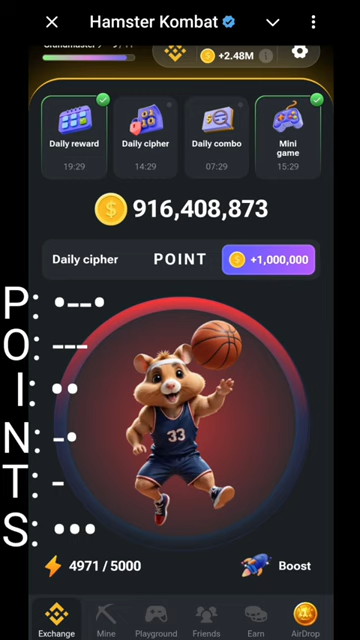 Hamster Kombat
+2.48M
Daily reward
19:29
Daily cipher
14:29
Daily combo
07:29
Mini
game
15:29
916,408,873
Daily cipher POINT +1,000,000
P: •--•
O: ---
I: ••
N: -•
T: -
S: •••
33
4971 / 5000
Boost
Exchange
Mine
Playground
Friends
Earn
AirDrop